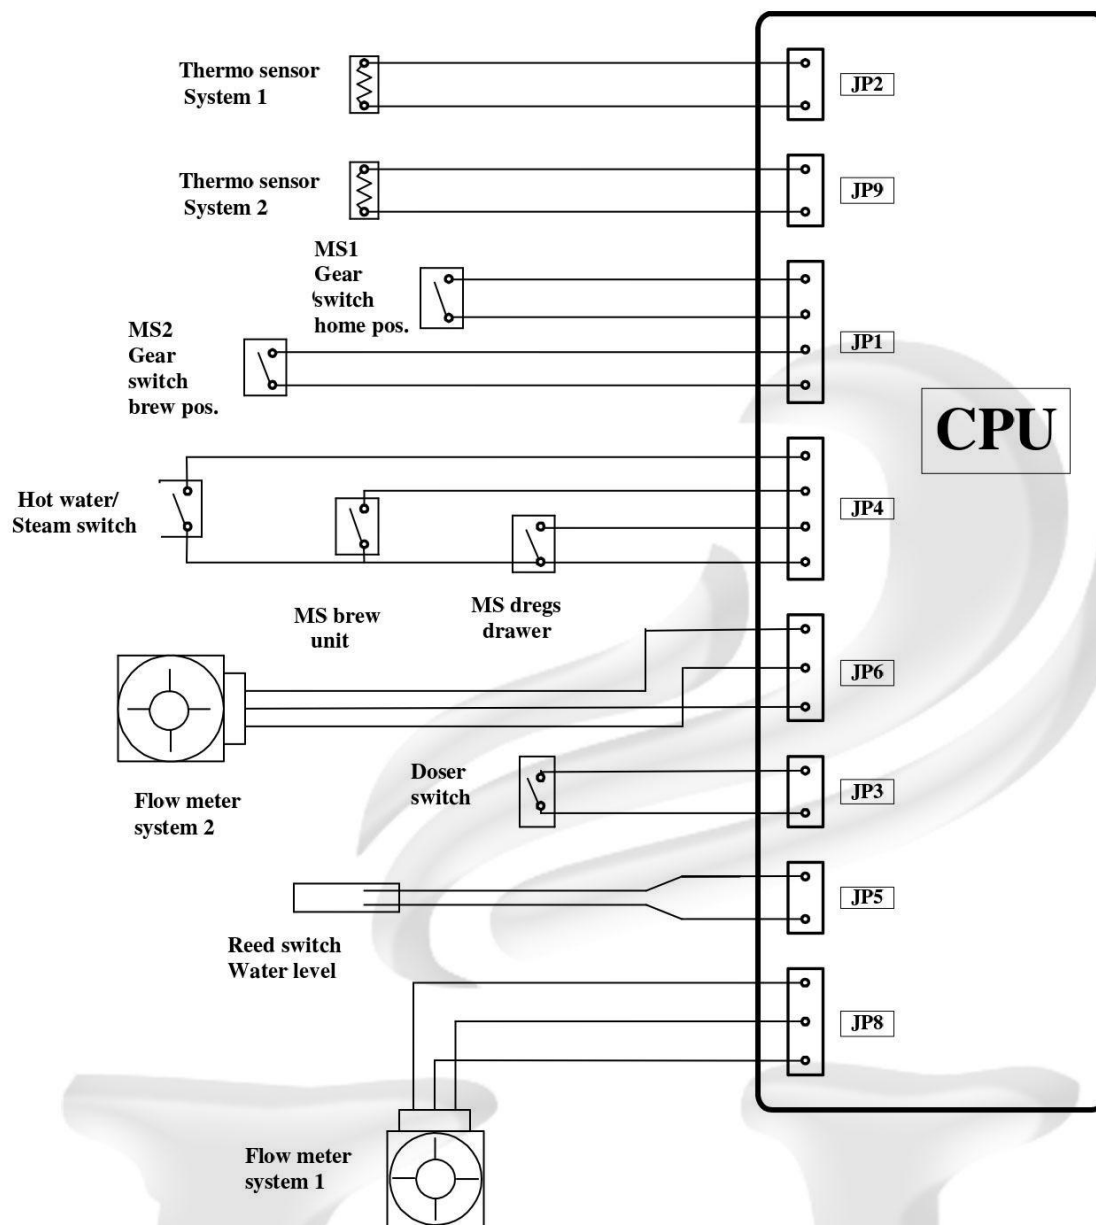 Thermo sensor
System 1
JP2
Thermo sensor
System 2
JP9
MS1
Gear
switch
home pos.
MS2
Gear
switch
brew pos.
JP1
CPU
Hot water/
Steam switch
JP4
MS brew
unit
MS dregs
drawer
JP6
Flow meter
system 2
Doser
switch
JP3
JP5
Reed switch
Water level
JP8
Flow meter
system 1